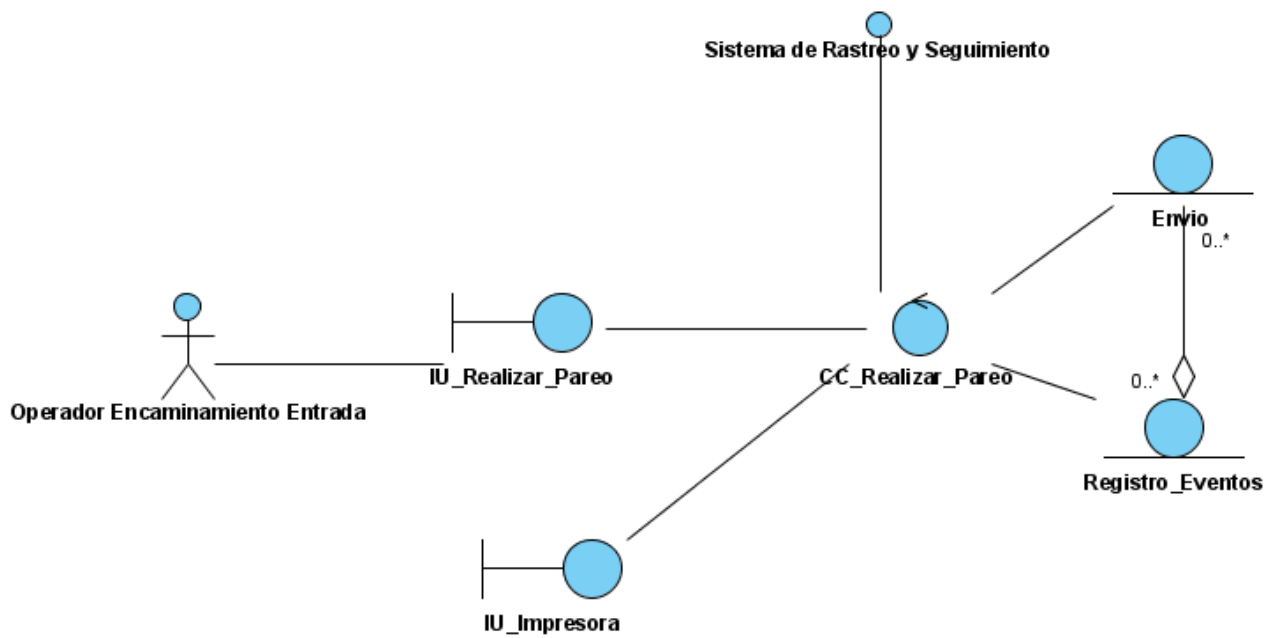 Sistema de Rastreo y Seguimiento
Envio
0..*
IU_Realizar_Pareo
CC_Realizar_Pareo
0..*
Operador Encaminamiento Entrada
Registro_Eventos
IU_Impresora